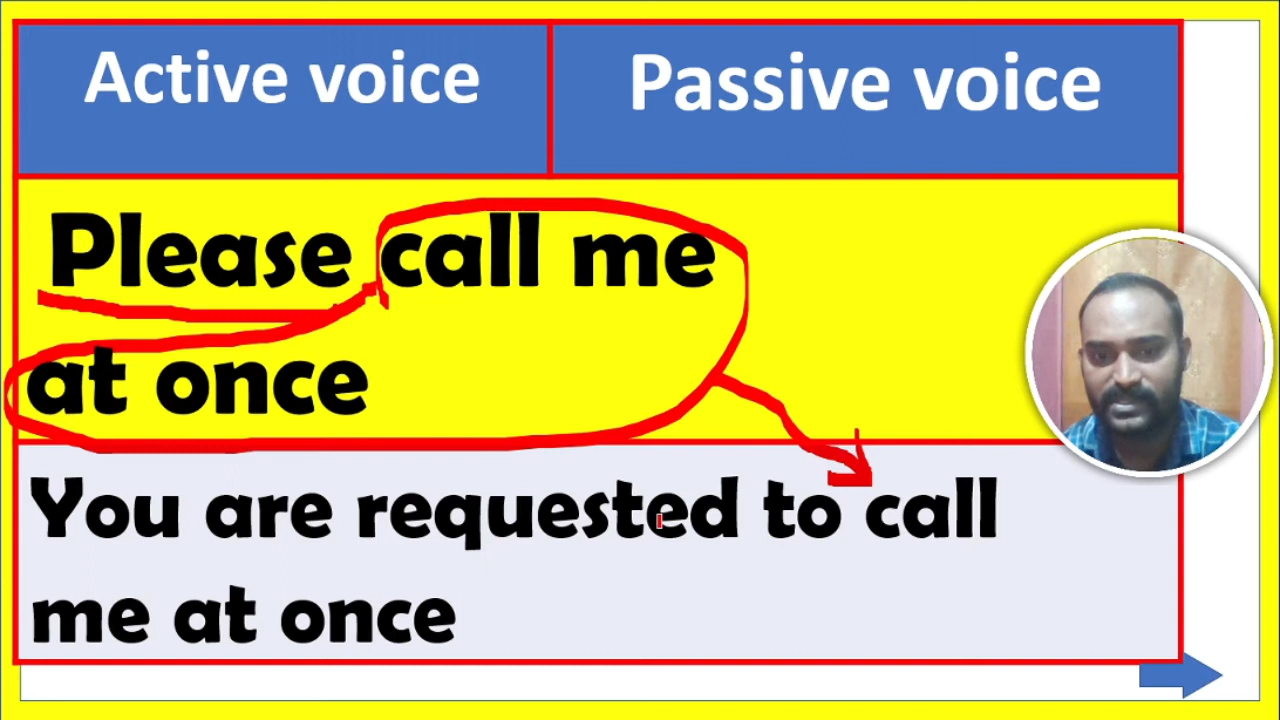 Active voice
Passive voice
Please call me
at once
You are requested to call
me at once